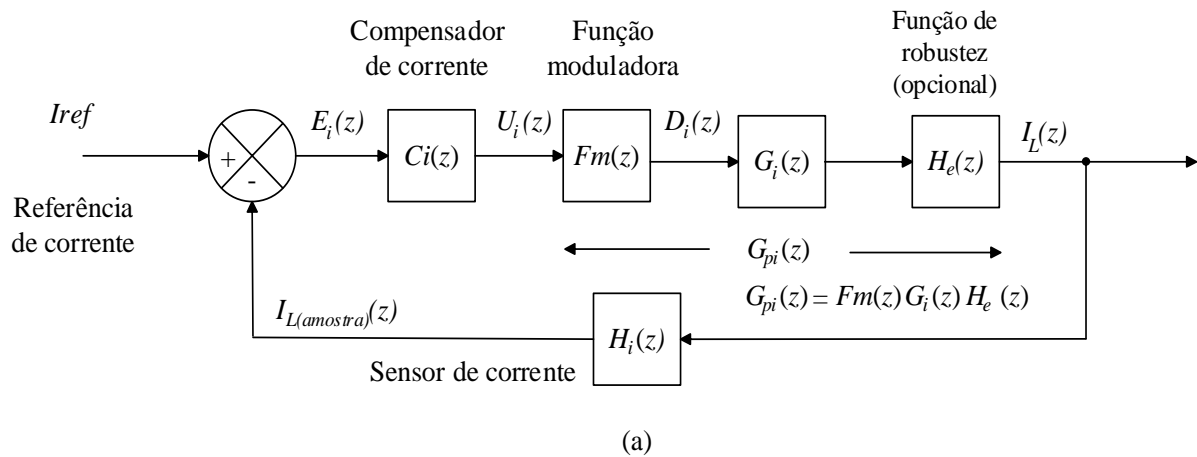 Compensador
de corrente
Função
moduladora
Função de
robustez
(opcional)
Iref
E_i(z)
U_i(z)
D_i(z)
I_L(z)
+
-
Ci(z)
Fm(z)
G_i(z)
H_e(z)
Referência
de corrente
G_pi(z)
G_pi(z) = Fm(z) G_i(z) H_e (z)
I_L(amostra)(z)
H_i(z)
Sensor de corrente
(a)